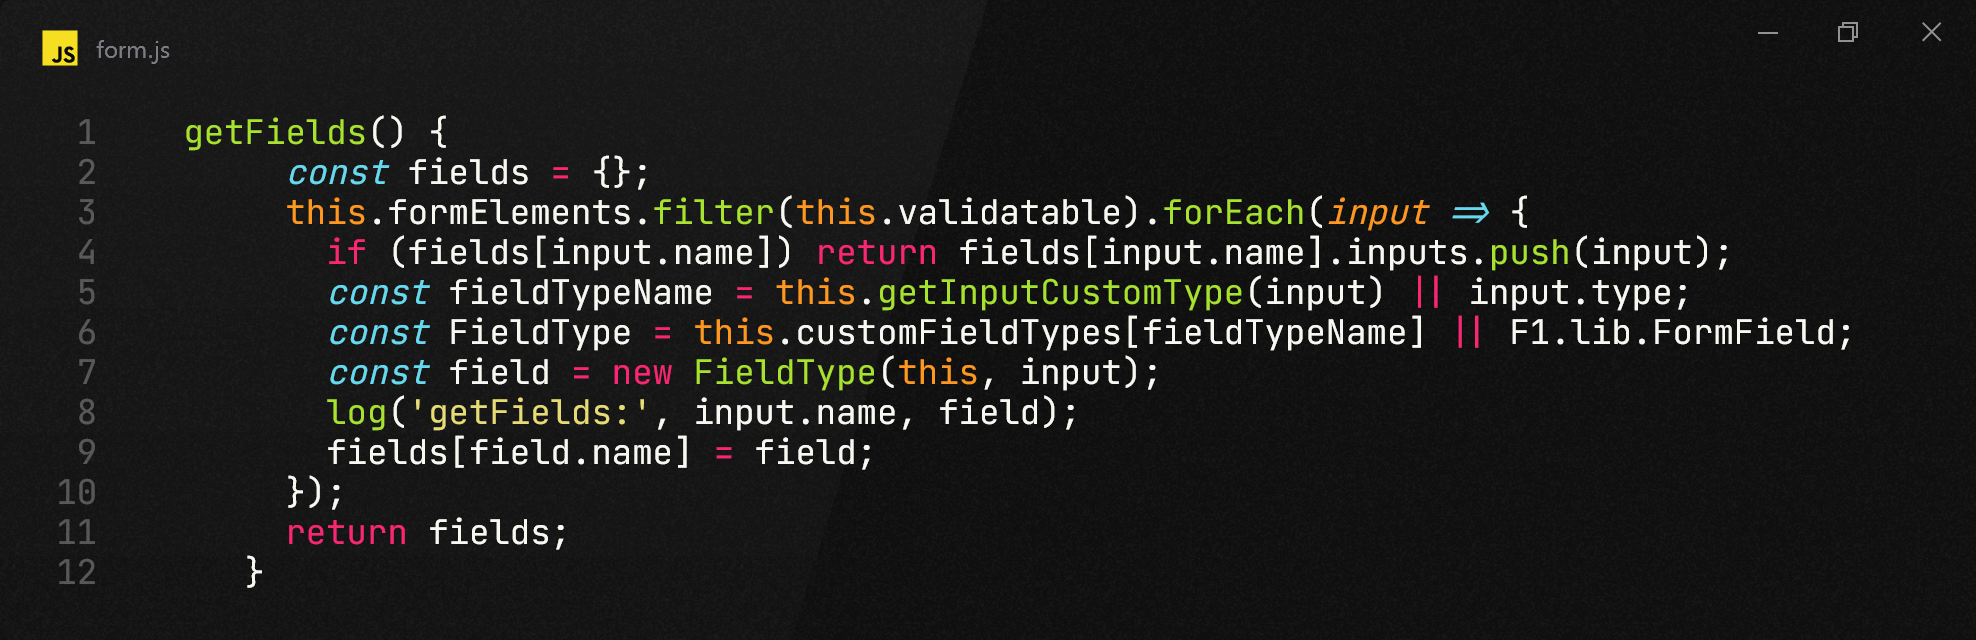 JS form.js
1 getFields() {
2 const fields = {};
3 this.formElements.filter(this.validatable).forEach(input => {
4 if (fields[input.name]) return fields[input.name].inputs.push(input);
5 const fieldTypeName = this.getInputCustomType(input) || input.type;
6 const FieldType = this.customFieldTypes[fieldTypeName] || F1.lib.FormField;
7 const field = new FieldType(this, input);
8 log('getFields:', input.name, field);
9 fields[field.name] = field;
10 });
11 return fields;
12 }